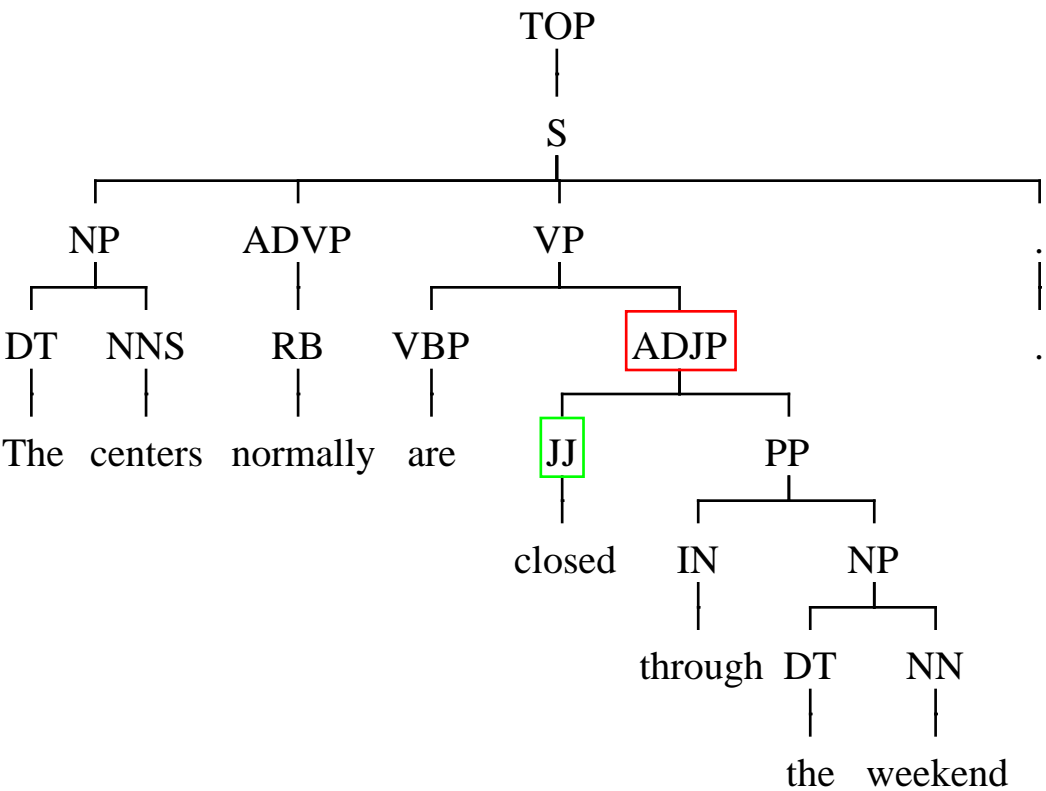 TOP
S
NP ADVP VP .
DT NNS RB VBP ADJP .
The centers normally are JJ PP
closed IN NP
through DT NN
the weekend